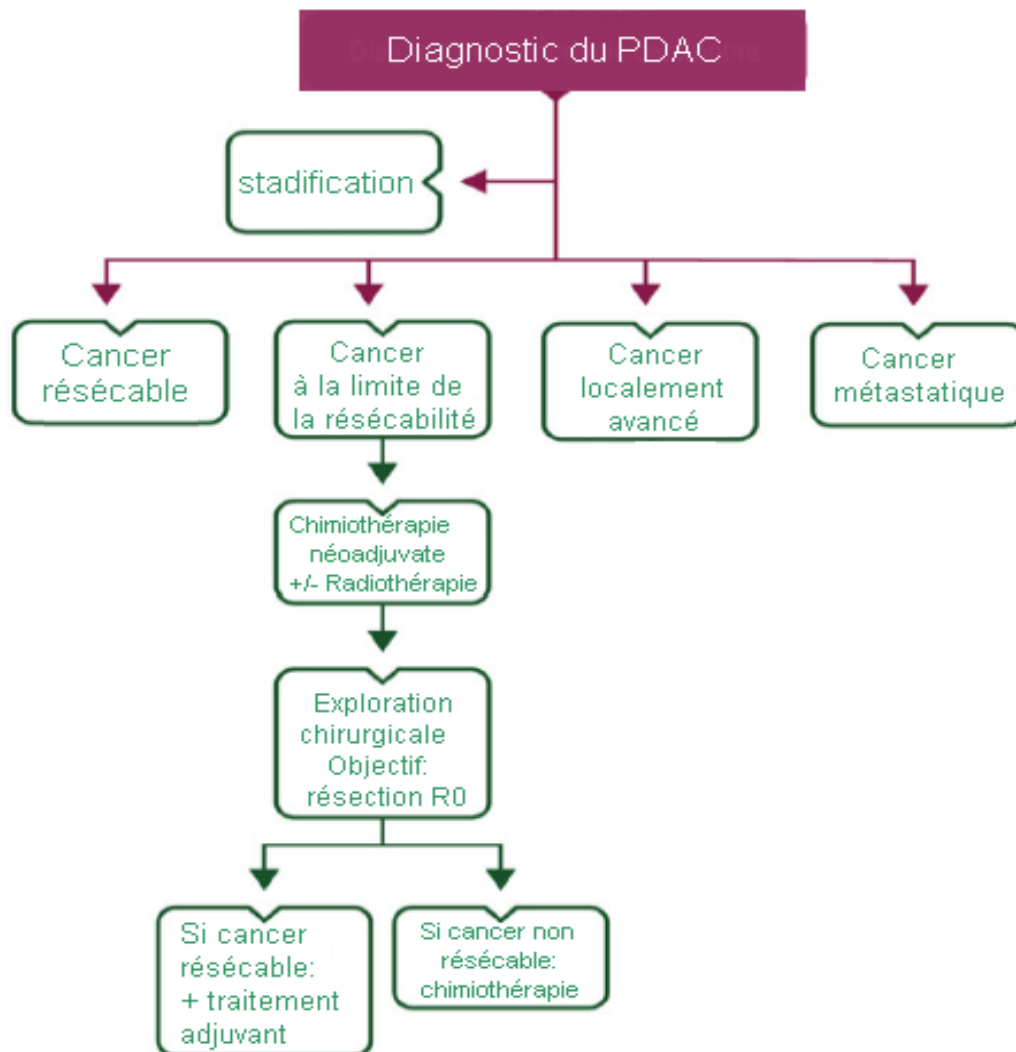 Diagnostic du PDAC
stadification
Cancer
résécable
Cancer
à la limite de
la résécabilité
Cancer
localement
avancé
Cancer
métastatique
Chimiothérapie
néoadjuvate
+/- Radiothérapie
Exploration
chirurgicale
Objectif:
résection R0
Si cancer
résécable:
+ traitement
adjuvant
Si cancer non
résécable:
chimiothérapie